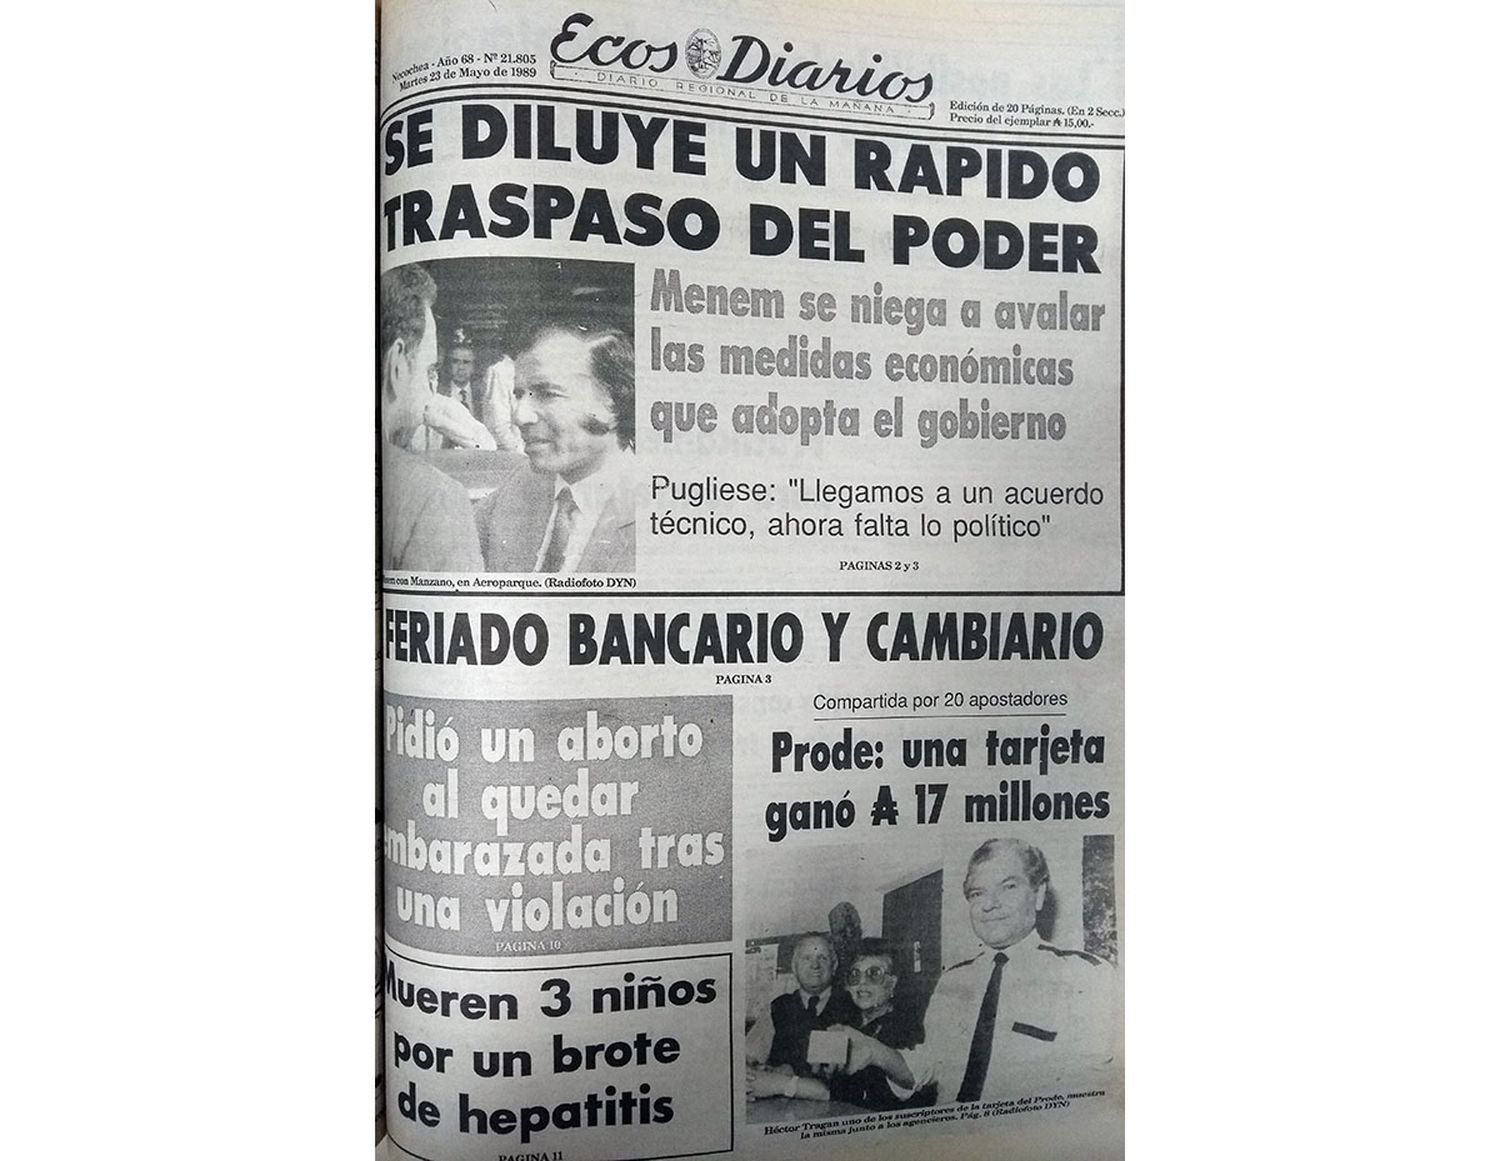 Necochea - Año 68 - Nº 21.805
Martes 23 de Mayo de 1989
Ecos Diarios
DIARIO REGIONAL DE LA MAÑANA
Edición de 20 Páginas. (En 2 Secc.)
Precio del ejemplar ₳ 15,00.-
SE DILUYE UN RAPIDO
TRASPASO DEL PODER
Menem se niega a avalar
las medidas económicas
que adopta el gobierno
Pugliese: "Llegamos a un acuerdo
técnico, ahora falta lo político"
PAGINAS 2 y 3
con Manzano, en Aeroparque. (Radiofoto DYN)
FERIADO BANCARIO Y CAMBIARIO
PAGINA 3
Pidió un aborto
al quedar
embarazada tras
una violación
PAGINA 10
Mueren 3 niños
por un brote
de hepatitis
PAGINA 11
Compartida por 20 apostadores
Prode: una tarjeta
ganó ₳ 17 millones
Héctor Tragan uno de los suscriptores de la tarjeta del Prode, muestra
la misma junto a los agencieros. Pág. 8 (Radiofoto DYN)